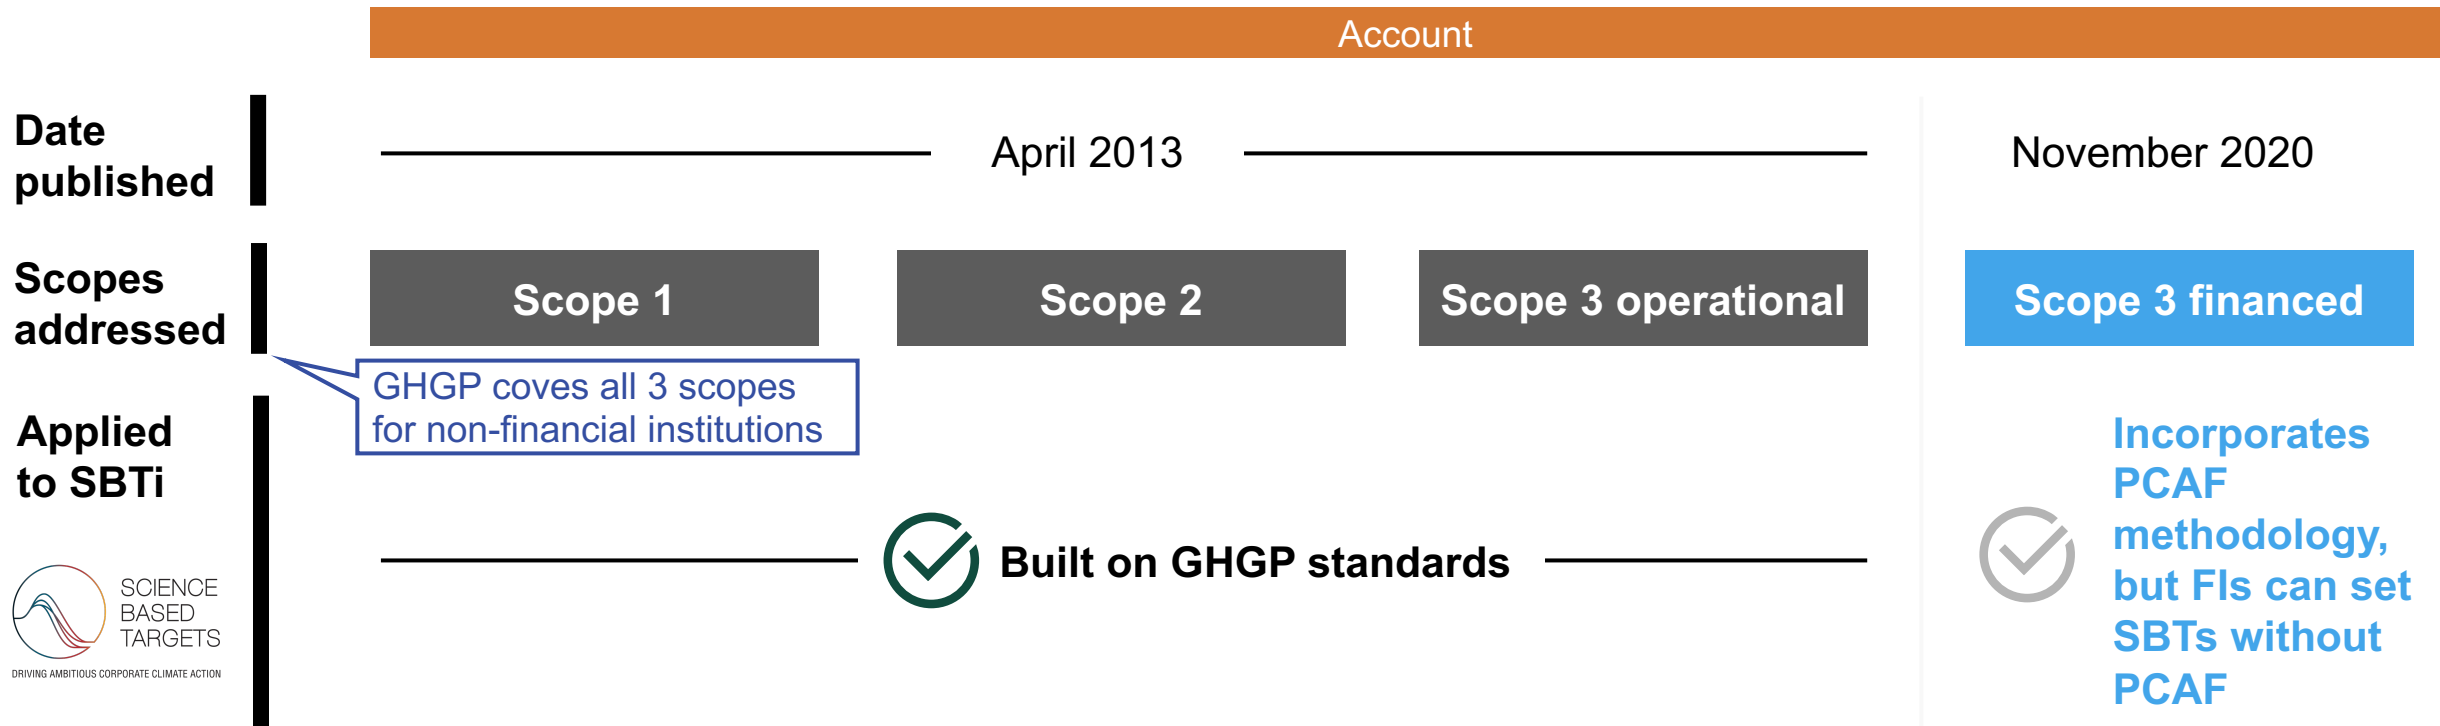 Account
Date
published
April 2013
November 2020
Scopes
addressed
Scope 1
Scope 2
Scope 3 operational
Scope 3 financed
GHGP coves all 3 scopes
for non-financial institutions
Applied
to SBTi
SCIENCE
BASED
TARGETS
DRIVING AMBITIOUS CORPORATE CLIMATE ACTION
Built on GHGP standards
Incorporates
PCAF
methodology,
but FIs can set
SBTs without
PCAF